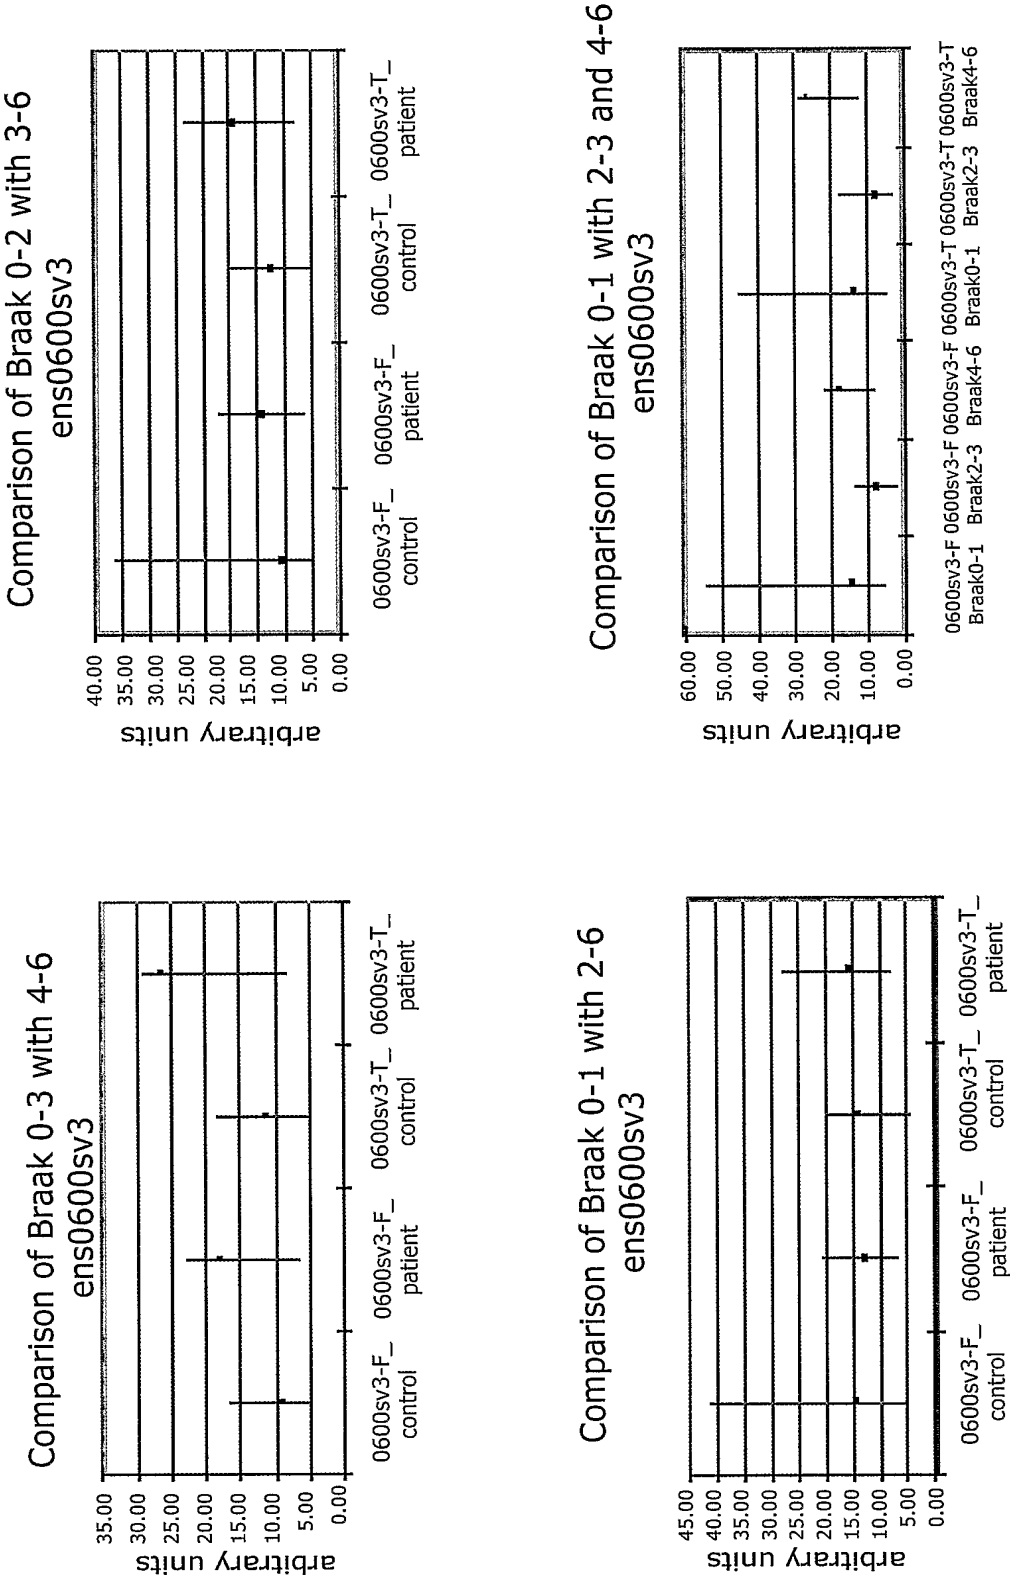 Comparison of Braak 0-3 with 4-6
ens0600sv3
35.00
30.00
25.00
20.00
15.00
10.00
5.00
0.00
arbitrary units
0600sv3-F_ 0600sv3-F_ 0600sv3-T_ 0600sv3-T_
control patient control patient
Comparison of Braak 0-2 with 3-6
ens0600sv3
40.00
35.00
30.00
25.00
20.00
15.00
10.00
5.00
0.00
arbitrary units
0600sv3-F_ 0600sv3-F_ 0600sv3-T_ 0600sv3-T_
control patient control patient
Comparison of Braak 0-1 with 2-6
ens0600sv3
45.00
40.00
35.00
30.00
25.00
20.00
15.00
10.00
5.00
0.00
arbitrary units
0600sv3-F_ 0600sv3-F_ 0600sv3-T_ 0600sv3-T_
control patient control patient
Comparison of Braak 0-1 with 2-3 and 4-6
ens0600sv3
60.00
50.00
40.00
30.00
20.00
10.00
0.00
arbitrary units
0600sv3-F 0600sv3-F 0600sv3-F 0600sv3-T 0600sv3-T 0600sv3-T
Braak0-1 Braak2-3 Braak4-6 Braak0-1 Braak2-3 Braak4-6